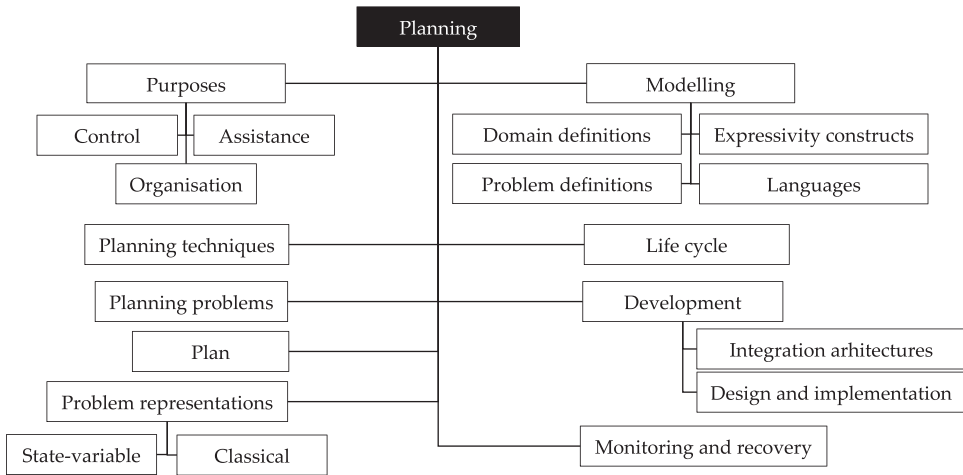 Planning
Purposes
Modelling
Control
Assistance
Domain definitions
Expressivity constructs
Organisation
Problem definitions
Languages
Planning techniques
Life cycle
Planning problems
Development
Plan
Integration arhitectures
Problem representations
Design and implementation
State-variable
Classical
Monitoring and recovery